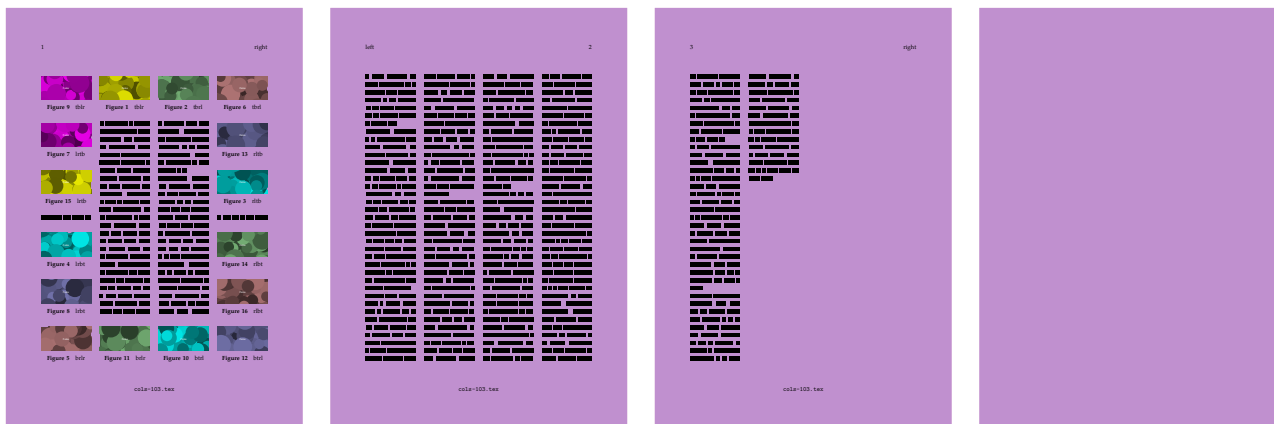 1 right
Figure 9 tblr
Figure 1 tblr
Figure 2 tbrl
Figure 6 tbrl
Figure 7 lrtb
Figure 13 rltb
Figure 15 lrtb
Figure 3 rltb
Figure 4 lrbt
Figure 14 rlbt
Figure 8 lrbt
Figure 16 rlbt
Figure 5 btlr
Figure 11 btlr
Figure 10 btrl
Figure 12 btrl
cols-103.tex
left 2
cols-103.tex
3 right
cols-103.tex